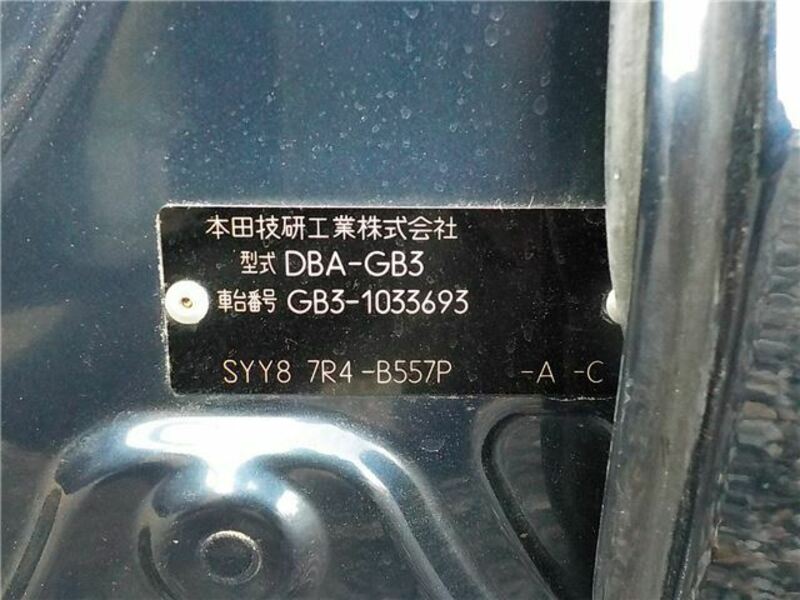 本田技研工業株式会社
型式 DBA-GB3
車台番号 GB3-1033693
SYY8 7R4 -B557P -A -C